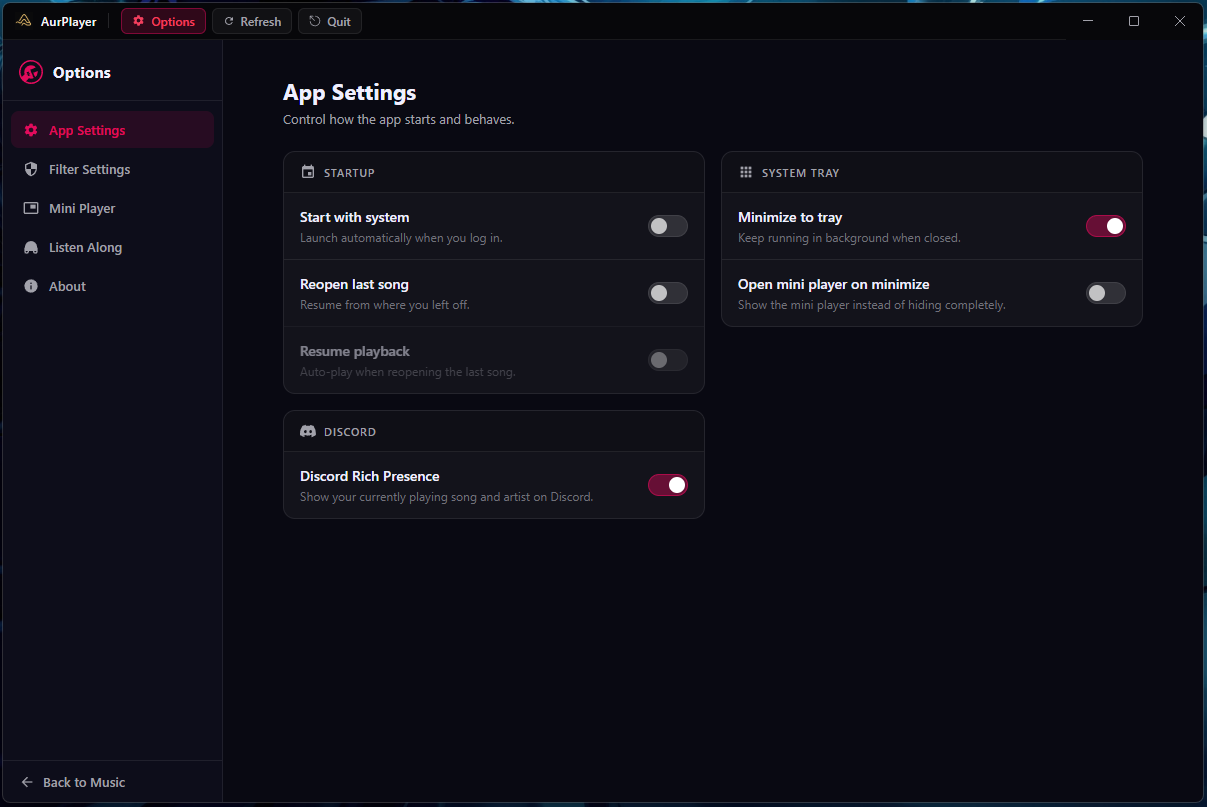 AurPlayer
Options
Refresh
Quit
Options
App Settings
Filter Settings
Mini Player
Listen Along
About
Back to Music
App Settings
Control how the app starts and behaves.
STARTUP
Start with system
Launch automatically when you log in.
Reopen last song
Resume from where you left off.
Resume playback
Auto-play when reopening the last song.
DISCORD
Discord Rich Presence
Show your currently playing song and artist on Discord.
SYSTEM TRAY
Minimize to tray
Keep running in background when closed.
Open mini player on minimize
Show the mini player instead of hiding completely.